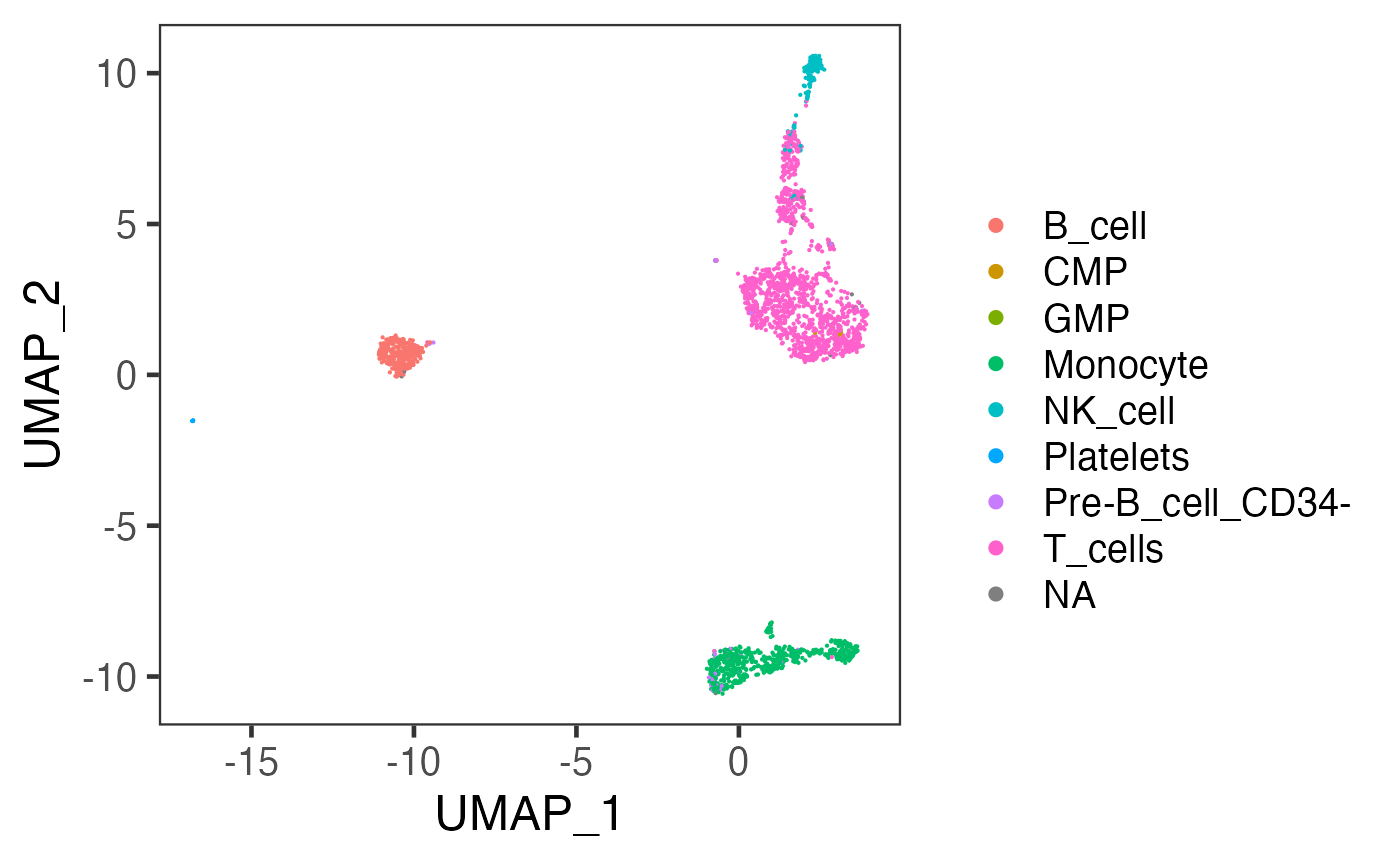 UMAP_2
10
5
0
-5
-10
-15
-10
-5
0
UMAP_1
B_cell
CMP
GMP
Monocyte
NK_cell
Platelets
Pre-B_cell_CD34-
T_cells
NA